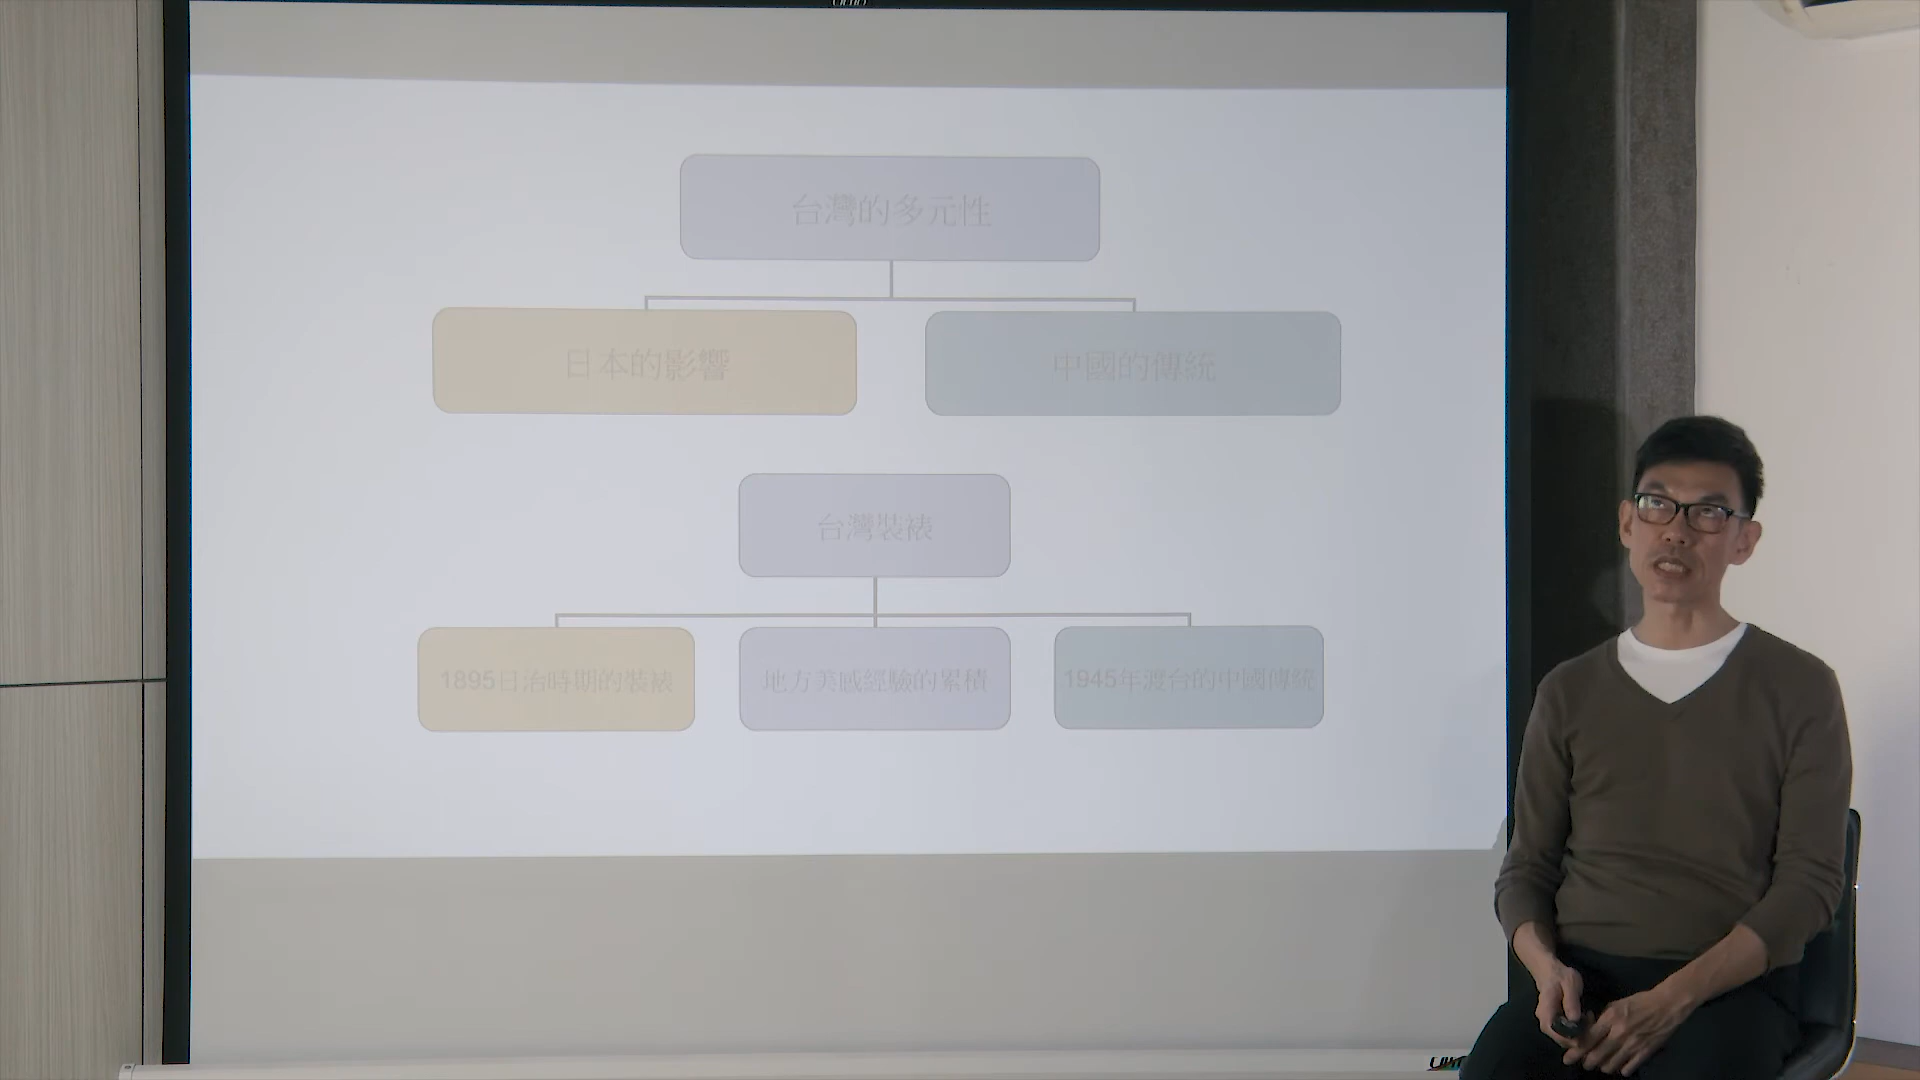 台灣的多元性
日本的影響
中國的傳統
台灣裝裱
1895日治時期的裝裱
地方美感經驗的累積
1945年渡台的中國傳統